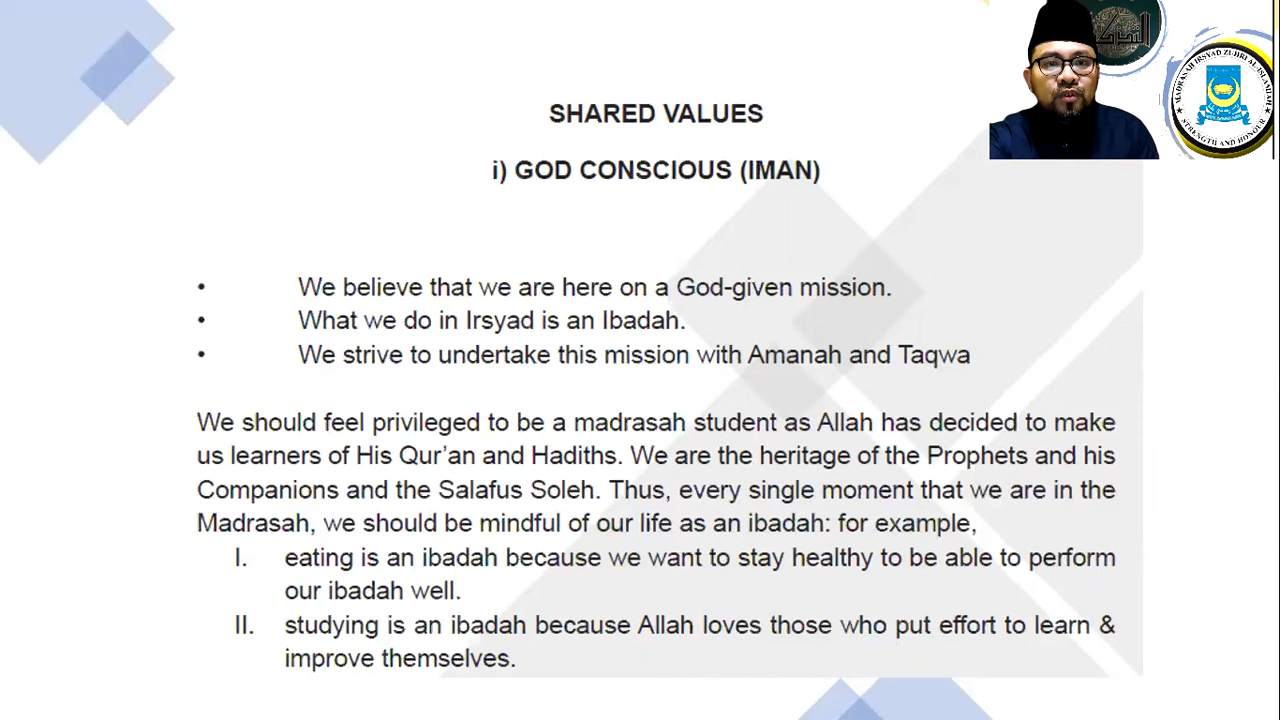 SHARED VALUES
i) GOD CONSCIOUS (IMAN)
• We believe that we are here on a God-given mission.
• What we do in Irsyad is an Ibadah.
• We strive to undertake this mission with Amanah and Taqwa
We should feel privileged to be a madrasah student as Allah has decided to make
us learners of His Qur’an and Hadiths. We are the heritage of the Prophets and his
Companions and the Salafus Soleh. Thus, every single moment that we are in the
Madrasah, we should be mindful of our life as an ibadah: for example,
I. eating is an ibadah because we want to stay healthy to be able to perform
our ibadah well.
II. studying is an ibadah because Allah loves those who put effort to learn &
improve themselves.
MADRASAH IRSYAD ZUHRI AL-ISLAMIAH
STRENGTH AND HONOUR